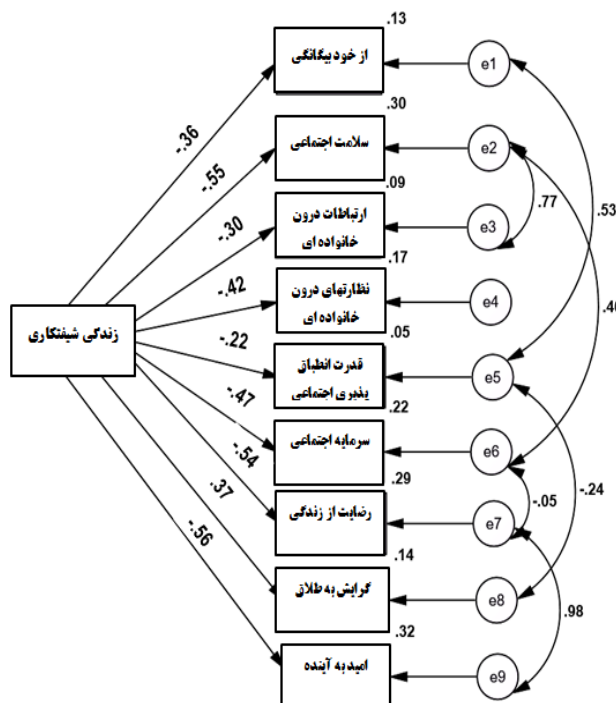 .13
از خود بیگانگی
e1
-.36
.30
سلامت اجتماعی
e2
-.55
.09
ارتباطات درون
خانواده ای
e3
.77
.53
-.30
.17
نظارتهای درون
خانواده ای
e4
-.42
.05
زندگی شیفتکاری
قدرت انطباق
پذیری اجتماعی
e5
-.22
.22
سرمایه اجتماعی
e6
-.47
.29
رضایت از زندگی
e7
-.05
-.24
-.54
.14
گرایش به طلاق
e8
.37
.98
.32
امید به آینده
e9
-.56